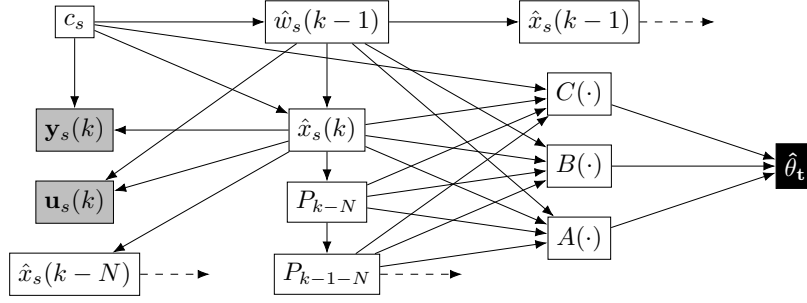 c_s
ŵ_s(k − 1)
x̂_s(k − 1)
C(·)
𝐲_s(k)
x̂_s(k)
B(·)
θ̂_t
𝐮_s(k)
P_{k−N}
A(·)
x̂_s(k − N)
P_{k−1−N}